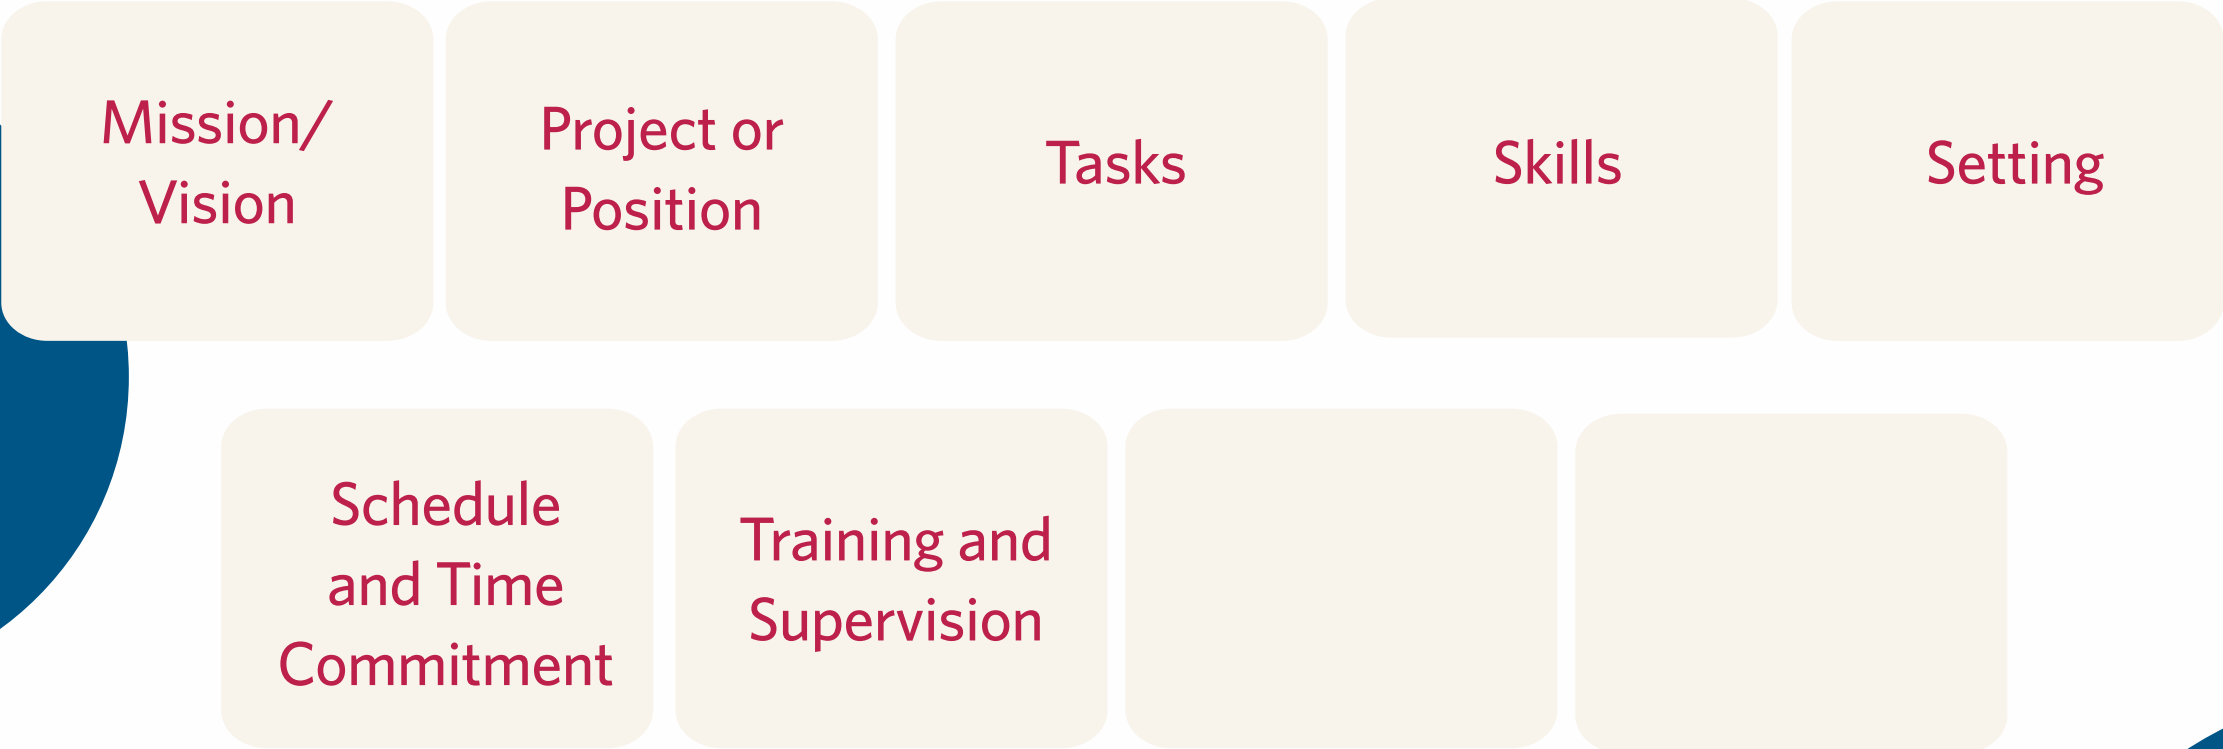 Mission/
Vision
Project or
Position
Tasks
Skills
Setting
Schedule
and Time
Commitment
Training and
Supervision